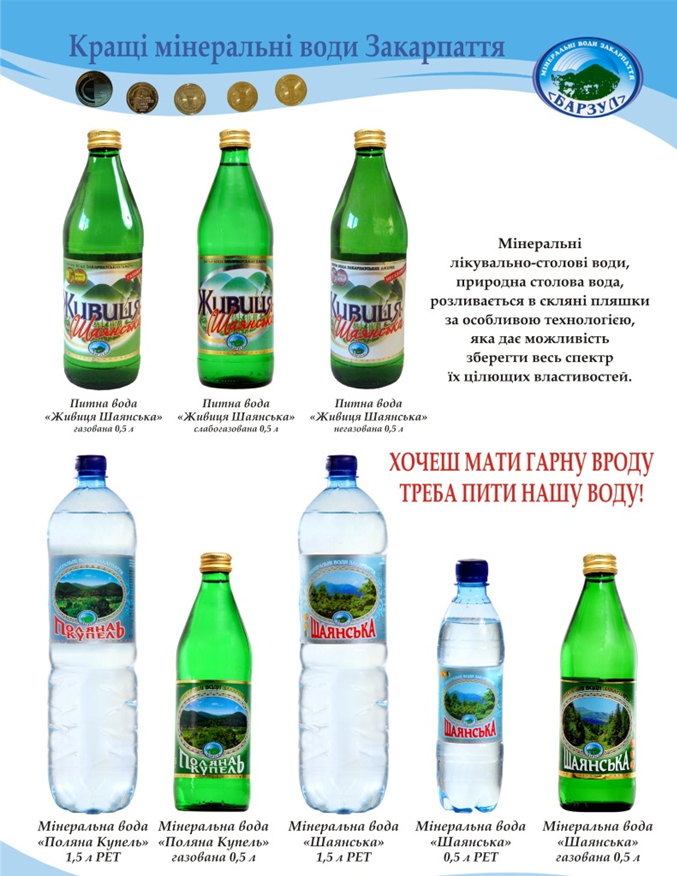 Кращі мінеральні води Закарпаття
МІНЕРАЛЬНІ ВОДИ ЗАКАРПАТТЯ
<БАРЗУЛ>
Живиця
Шаянська
Живиця
Шаянська
Живиця
Шаянська
Мінеральні
лікувально-столові води,
природна столова вода,
розливається в скляні пляшки
за особливою технологією,
яка дає можливість
зберегти весь спектр
їх цілющих властивостей.
Питна вода
«Живиця Шаянська»
газована 0,5 л
Питна вода
«Живиця Шаянська»
слабогазована 0,5 л
Питна вода
«Живиця Шаянська»
негазована 0,5 л
ХОЧЕШ МАТИ ГАРНУ ВРОДУ
ТРЕБА ПИТИ НАШУ ВОДУ!
ПОЛЯНА
КУПЕЛЬ
ПОЛЯНА
КУПЕЛЬ
ШАЯНСЬКА
ШАЯНСЬКА
ШАЯНСЬКА
Мінеральна вода
«Поляна Купель»
1,5 л PET
Мінеральна вода
«Поляна Купель»
газована 0,5 л
Мінеральна вода
«Шаянська»
1,5 л PET
Мінеральна вода
«Шаянська»
0,5 л PET
Мінеральна вода
«Шаянська»
газована 0,5 л